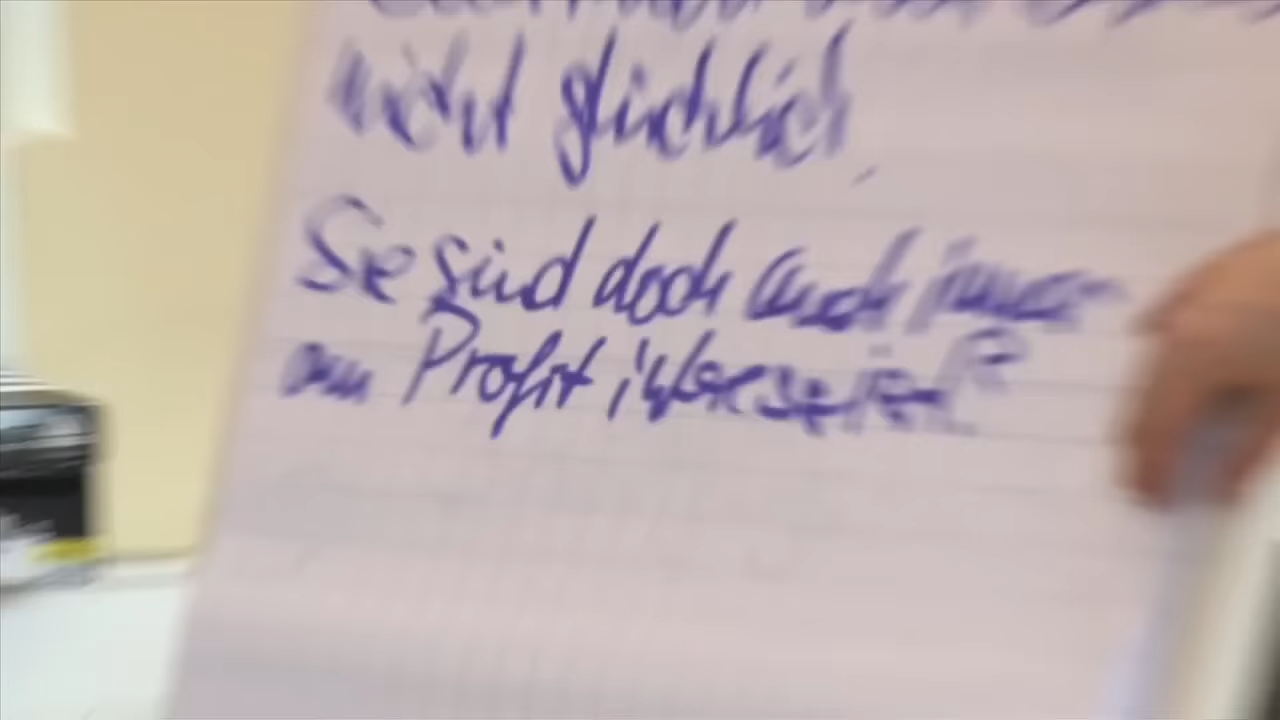 nicht glücklich,
Sie sind doch auch immer
am Profit interessiert